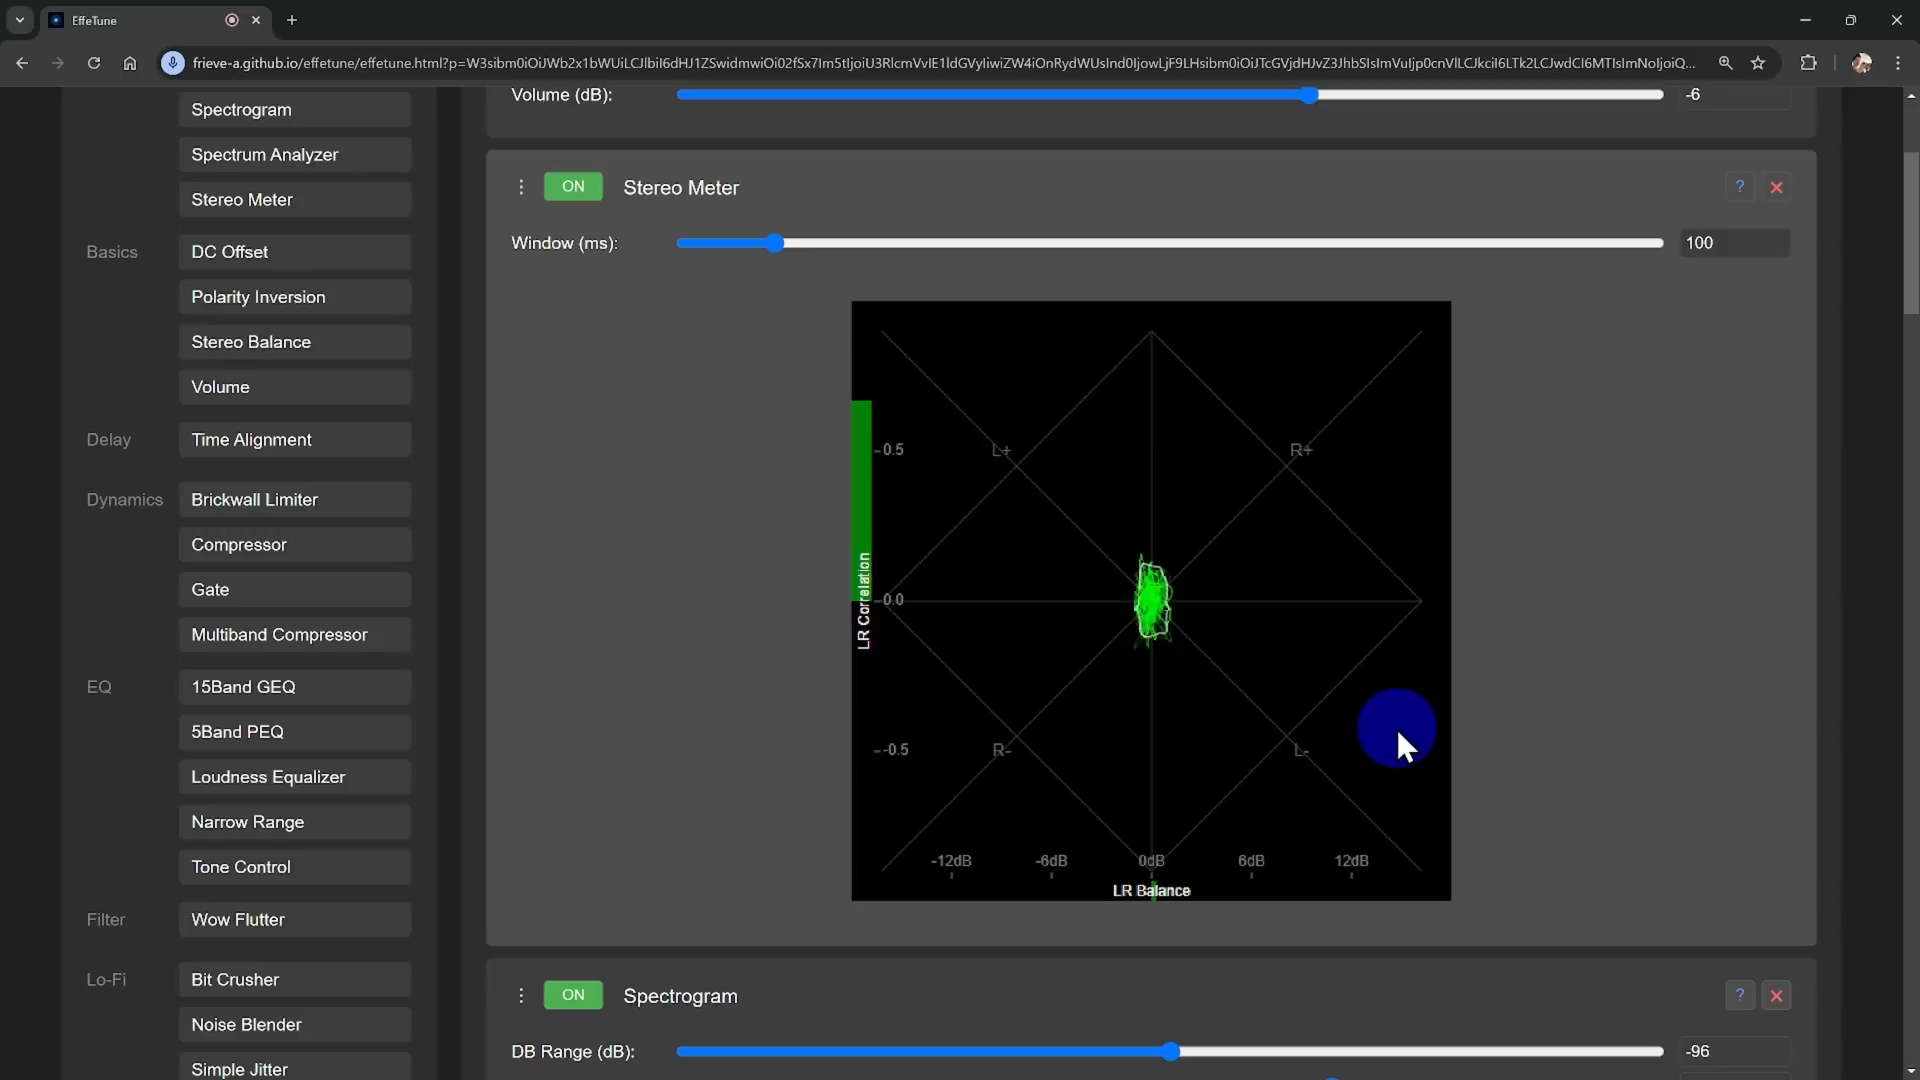 EffeTune
frieve-a.github.io/effetune/effetune.html?p=W3sibm0iOiJWb2x1bWUiLCJlbiI6dHJ1ZSwidmwiOi02fSx7Im5tIjoiU3RlcmVvIE1ldGVyIiwiZW4iOnRydWUsInd0IjowLjF9LHsibm0iOiJTcGVjdHJvZ3JhbSIsImVuIjp0cnVlLCJkciI6LTk2LCJwdCI6MTIsImNoIjoiQ...
Volume (dB): -6
Spectrogram
Spectrum Analyzer
Stereo Meter
Basics
DC Offset
Polarity Inversion
Stereo Balance
Volume
Delay
Time Alignment
Dynamics
Brickwall Limiter
Compressor
Gate
Multiband Compressor
EQ
15Band GEQ
5Band PEQ
Loudness Equalizer
Narrow Range
Tone Control
Filter
Wow Flutter
Lo-Fi
Bit Crusher
Noise Blender
Simple Jitter
ON Stereo Meter ?
Window (ms): 100
0.5
L+
R+
LR Correlation
0.0
-0.5
R-
L-
-12dB -6dB 0dB 6dB 12dB
LR Balance
ON Spectrogram ?
DB Range (dB): -96